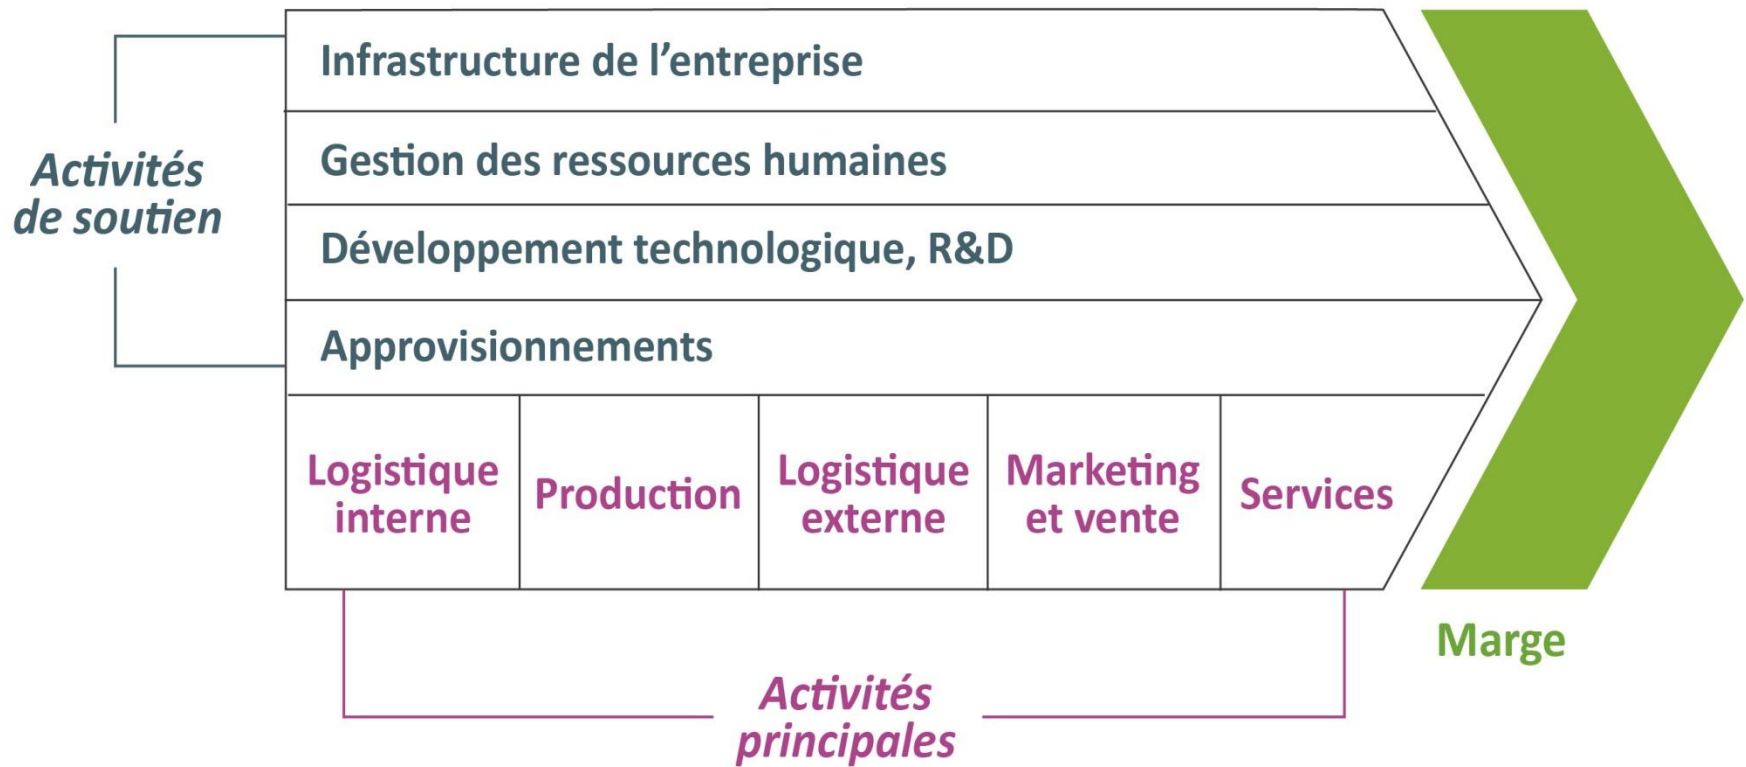 Infrastructure de l’entreprise
Gestion des ressources humaines
Développement technologique, R&D
Approvisionnements
Activités
de soutien
Logistique
interne
Production
Logistique
externe
Marketing
et vente
Services
Marge
Activités
principales